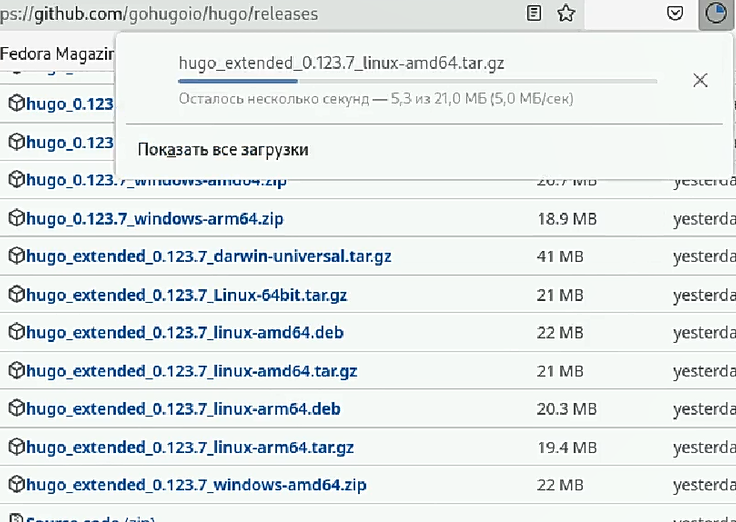 ps://github.com/gohugoio/hugo/releases
Fedora Magazin
hugo_extended_0.123.7_linux-amd64.tar.gz
Осталось несколько секунд — 5,3 из 21,0 МБ (5,0 МБ/сек)
Показать все загрузки
hugo_0.123
hugo_0.123
hugo_0.123.7_windows-amd64.zip 20.7 MB yesterda
hugo_0.123.7_windows-arm64.zip 18.9 MB yesterda
hugo_extended_0.123.7_darwin-universal.tar.gz 41 MB yesterda
hugo_extended_0.123.7_Linux-64bit.tar.gz 21 MB yesterda
hugo_extended_0.123.7_linux-amd64.deb 22 MB yesterda
hugo_extended_0.123.7_linux-amd64.tar.gz 21 MB yesterda
hugo_extended_0.123.7_linux-arm64.deb 20.3 MB yesterda
hugo_extended_0.123.7_linux-arm64.tar.gz 19.4 MB yesterda
hugo_extended_0.123.7_windows-amd64.zip 22 MB yesterda
Source code (zip)